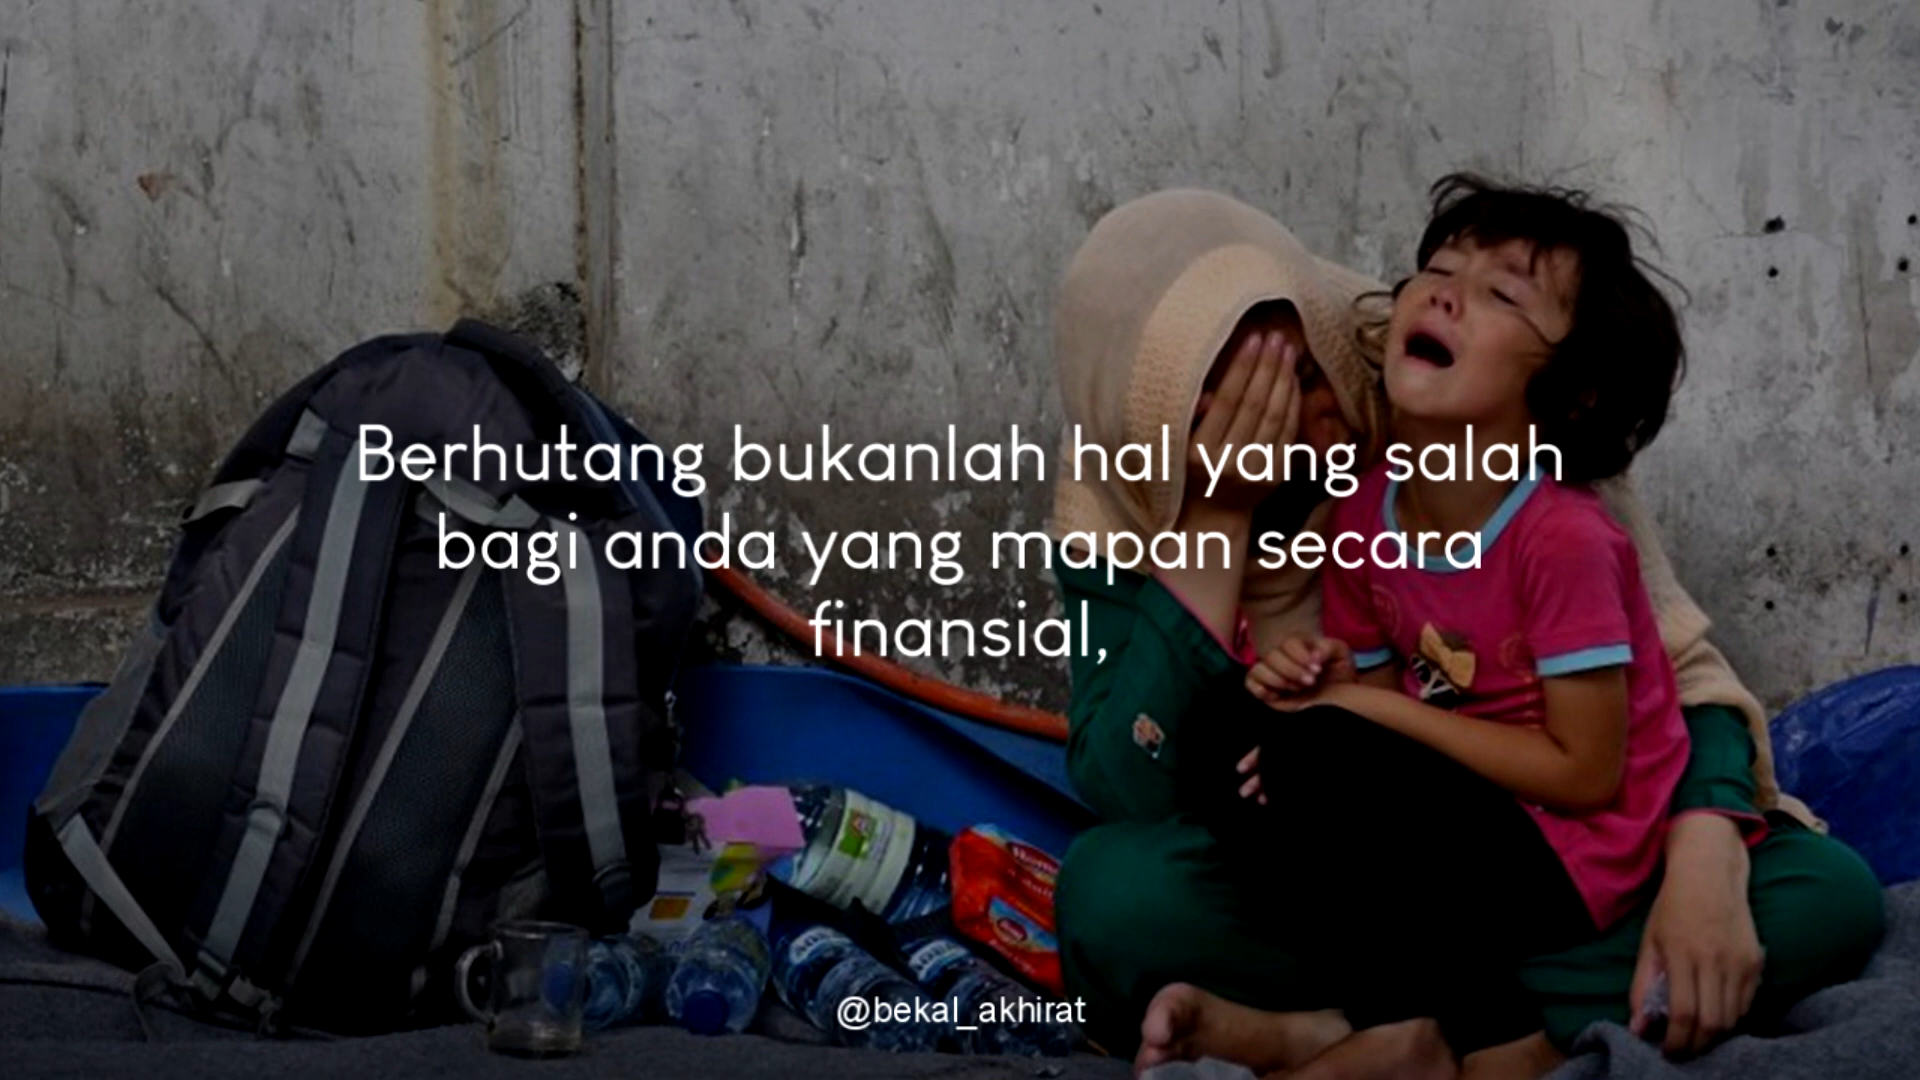 Berhutang bukanlah hal yang salah
bagi anda yang mapan secara
finansial,
@bekal_akhirat